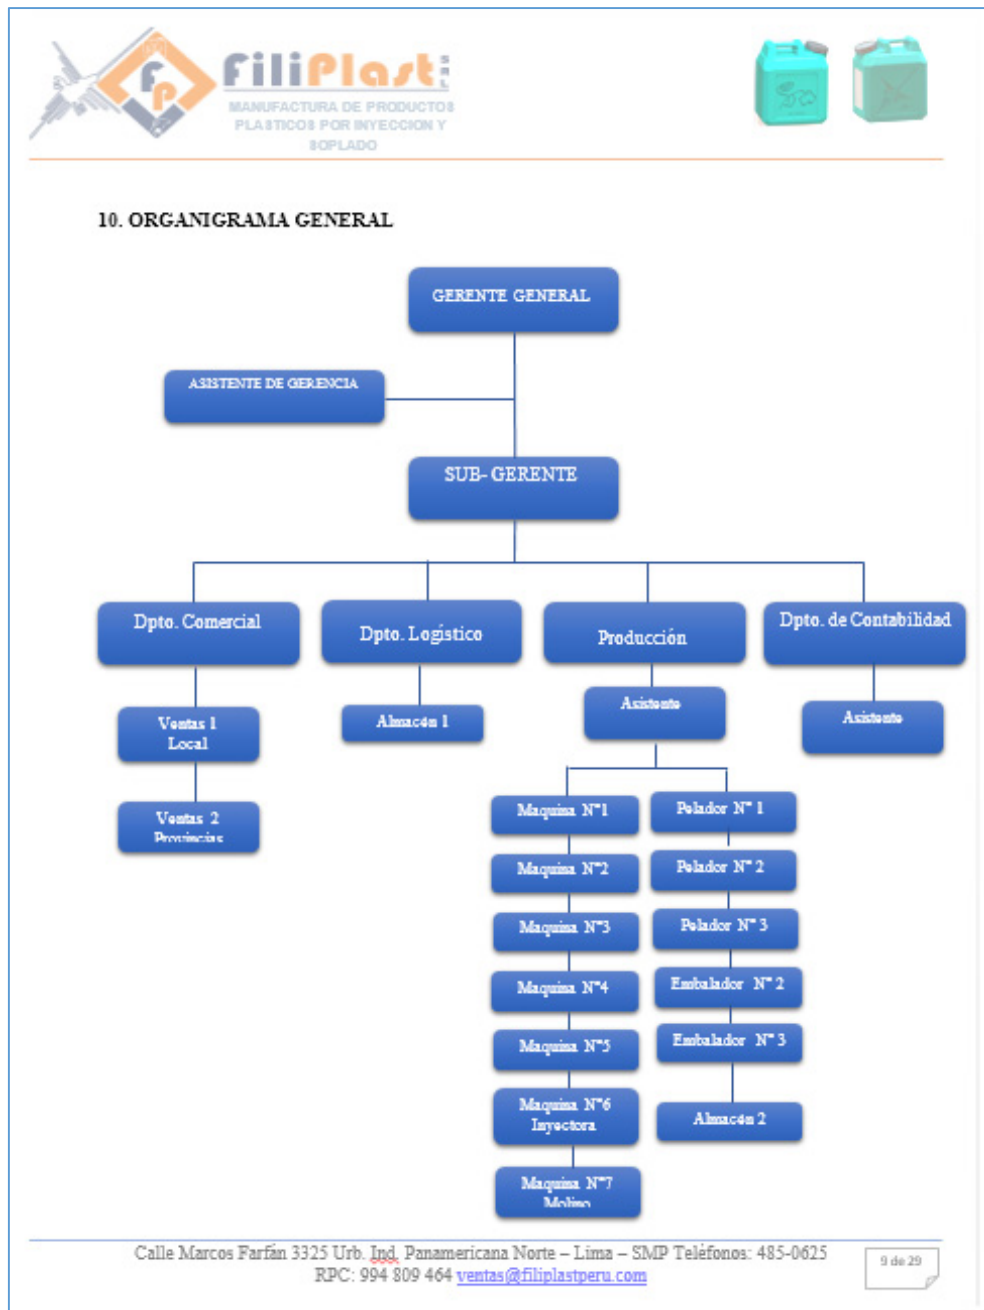 FiliPlast SRL
MANUFACTURA DE PRODUCTOS
PLASTICOS POR INYECCION Y
SOPLADO
10. ORGANIGRAMA GENERAL
GERENTE GENERAL
ASISTENTE DE GERENCIA
SUB- GERENTE
Dpto. Comercial
Dpto. Logístico
Producción
Dpto. de Contabilidad
Ventas 1
Local
Almacén 1
Asistente
Asistente
Ventas 2
Provincias
Maquina N°1
Pelador N° 1
Maquina N°2
Pelador N° 2
Maquina N°3
Pelador N° 3
Maquina N°4
Embalador N° 2
Maquina N°5
Embalador N° 3
Maquina N°6
Inyectora
Almacén 2
Maquina N°7
Molino
Calle Marcos Farfán 3325 Urb. Ind. Panamericana Norte – Lima – SMP Teléfonos: 485-0625
RPC: 994 809 464 ventas@filiplastperu.com
9 de 29